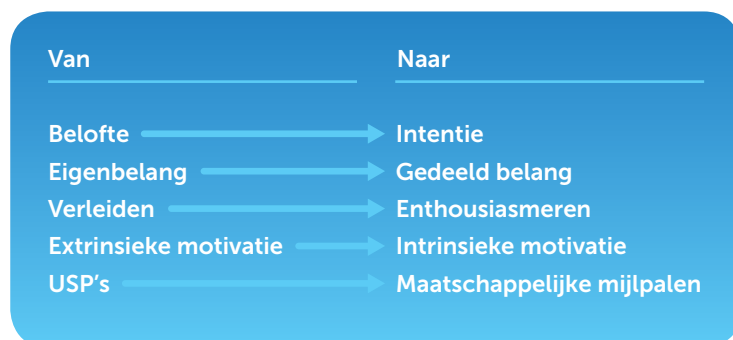 Van Naar
Belofte Intentie
Eigenbelang Gedeeld belang
Verleiden Enthousiasmeren
Extrinsieke motivatie Intrinsieke motivatie
USP's Maatschappelijke mijlpalen